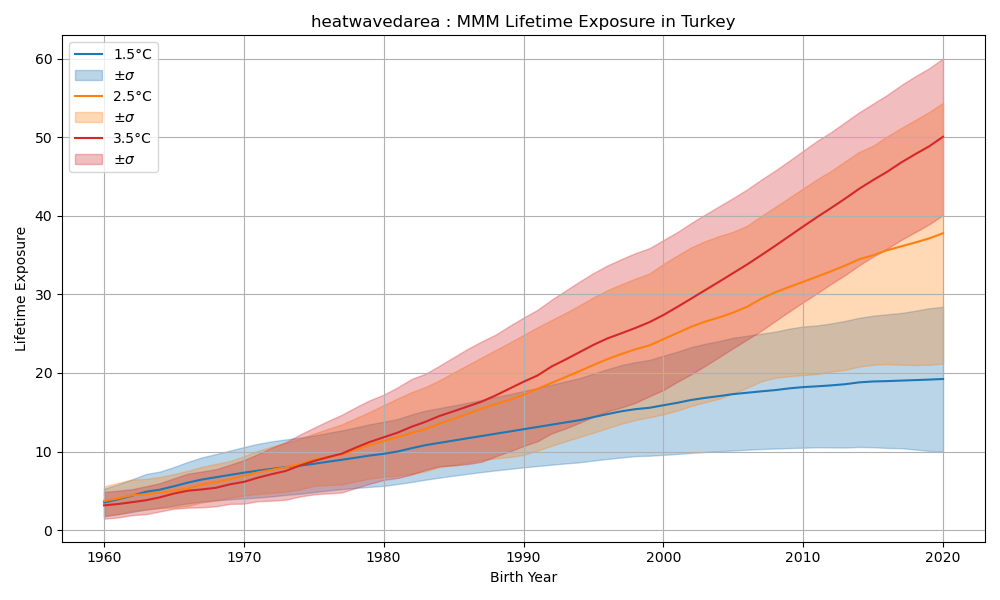 heatwavedarea : MMM Lifetime Exposure in Turkey
1.5°C
±σ
2.5°C
±σ
3.5°C
±σ
60
50
40
30
20
10
0
Lifetime Exposure
1960 1970 1980 1990 2000 2010 2020
Birth Year